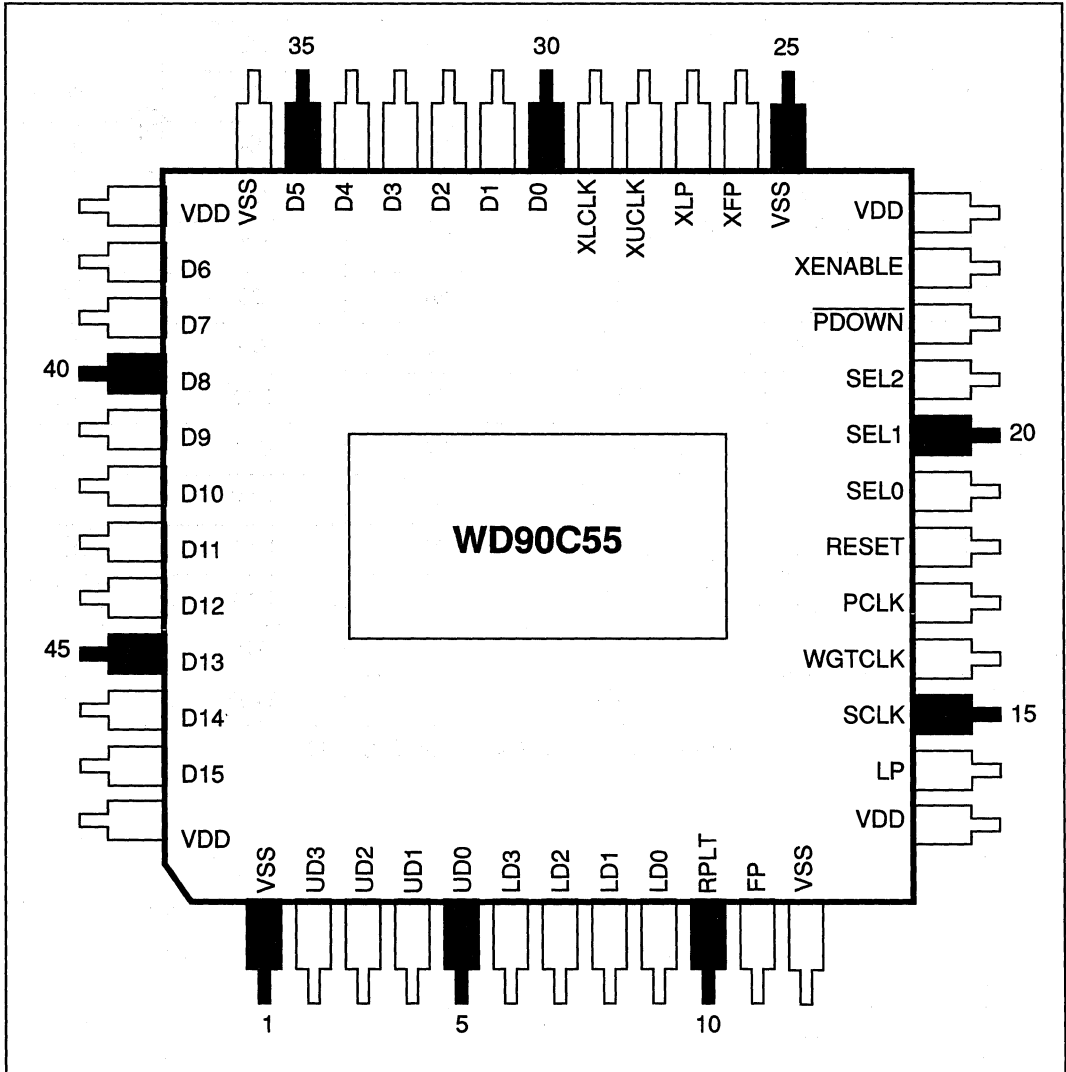 35 30 25
VSS D5 D4 D3 D2 D1 D0 XLCLK XUCLK XLP XFP VSS
VDD VDD
D6 XENABLE
D7 PDOWN
40 D8 SEL2
D9 SEL1 20
D10 SEL0
WD90C55
D11 RESET
D12 PCLK
45 D13 WGTCLK
D14 SCLK 15
D15 LP
VDD VDD
VSS UD3 UD2 UD1 UD0 LD3 LD2 LD1 LD0 RPLT FP VSS
1 5 10